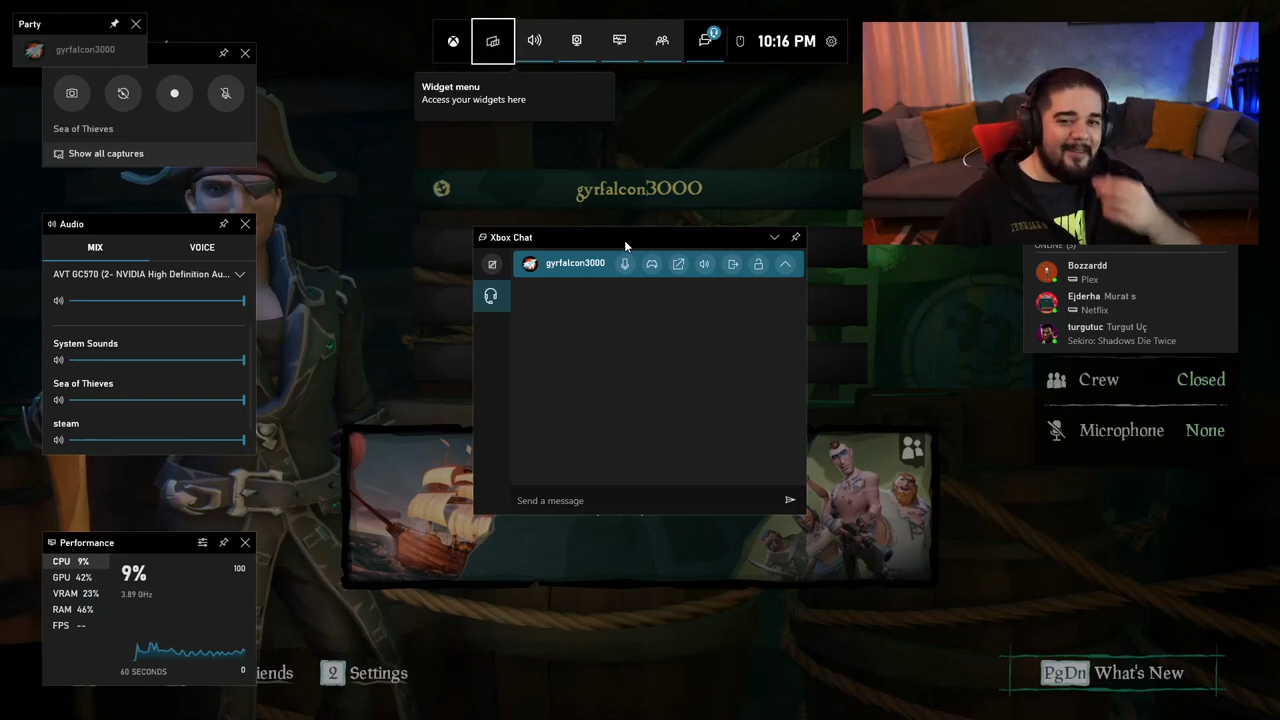 Party
gyrfalcon3000
Sea of Thieves
Show all captures
Audio
MIX VOICE
AVT GC570 (2- NVIDIA High Definition Au...
System Sounds
Sea of Thieves
steam
Performance
CPU 9%
GPU 42%
VRAM 23%
RAM 46%
FPS --
9%
3.89 GHz
100
60 SECONDS 0
10:16 PM
Widget menu
Access your widgets here
gyrfalcon3000
Xbox Chat
gyrfalcon3000
Send a message
Bozzardd
Plex
Ejderha Murat s
Netflix
turgutuc Turgut Uç
Sekiro: Shadows Die Twice
Crew Closed
Microphone None
iends
2 Settings
PgDn What's New